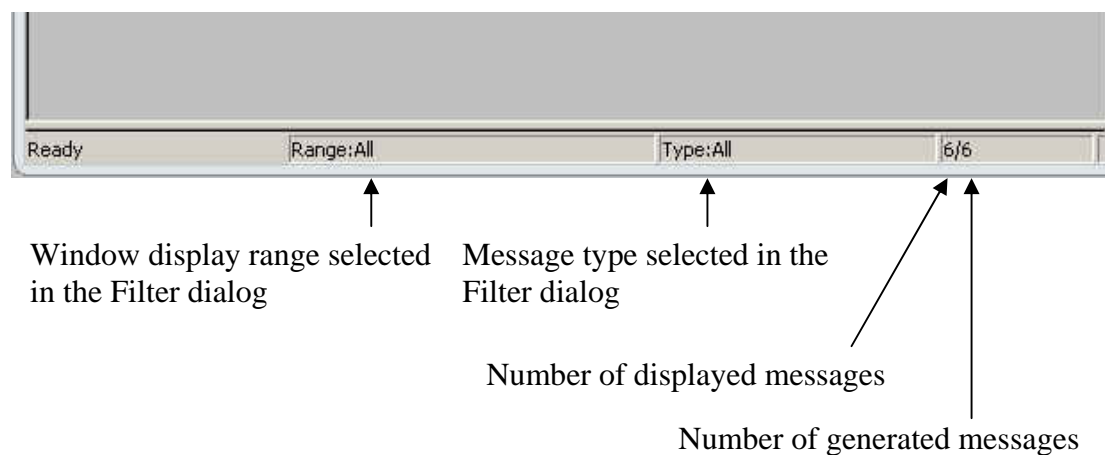 Ready Range:All Type:All 6/6
Window display range selected
in the Filter dialog
Message type selected in the
Filter dialog
Number of displayed messages
Number of generated messages